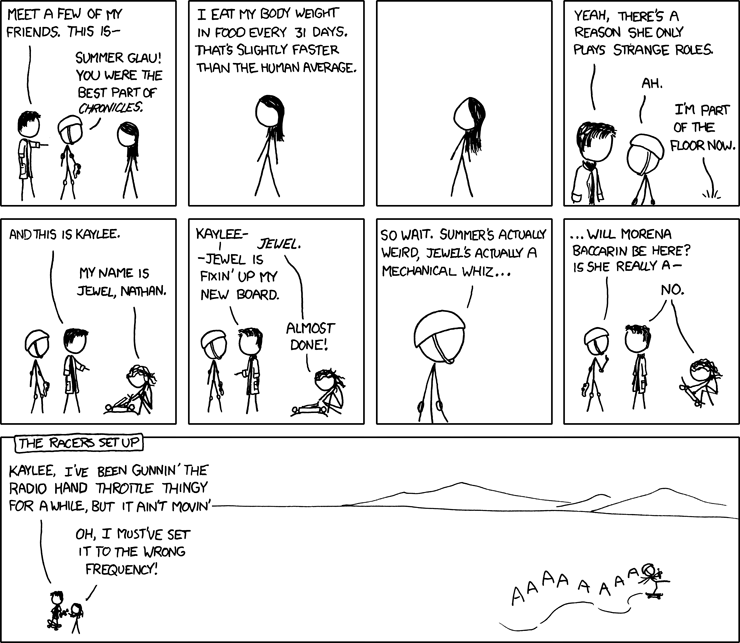 MEET A FEW OF MY
FRIENDS. THIS IS—
SUMMER GLAU!
YOU WERE THE
BEST PART OF
CHRONICLES.
I EAT MY BODY WEIGHT
IN FOOD EVERY 31 DAYS.
THAT'S SLIGHTLY FASTER
THAN THE HUMAN AVERAGE.
YEAH, THERE'S A
REASON SHE ONLY
PLAYS STRANGE ROLES.
AH.
I'M PART
OF THE
FLOOR NOW.
AND THIS IS KAYLEE.
MY NAME IS
JEWEL, NATHAN.
KAYLEE-
JEWEL.
-JEWEL IS
FIXIN' UP MY
NEW BOARD.
ALMOST
DONE!
SO WAIT. SUMMER'S ACTUALLY
WEIRD, JEWEL'S ACTUALLY A
MECHANICAL WHIZ...
...WILL MORENA
BACCARIN BE HERE?
IS SHE REALLY A—
NO.
THE RACERS SET UP
KAYLEE, I'VE BEEN GUNNIN' THE
RADIO HAND THROTTLE THINGY
FOR A WHILE, BUT IT AIN'T MOVIN'
OH, I MUST'VE SET
IT TO THE WRONG
FREQUENCY!
AAAAAAAA